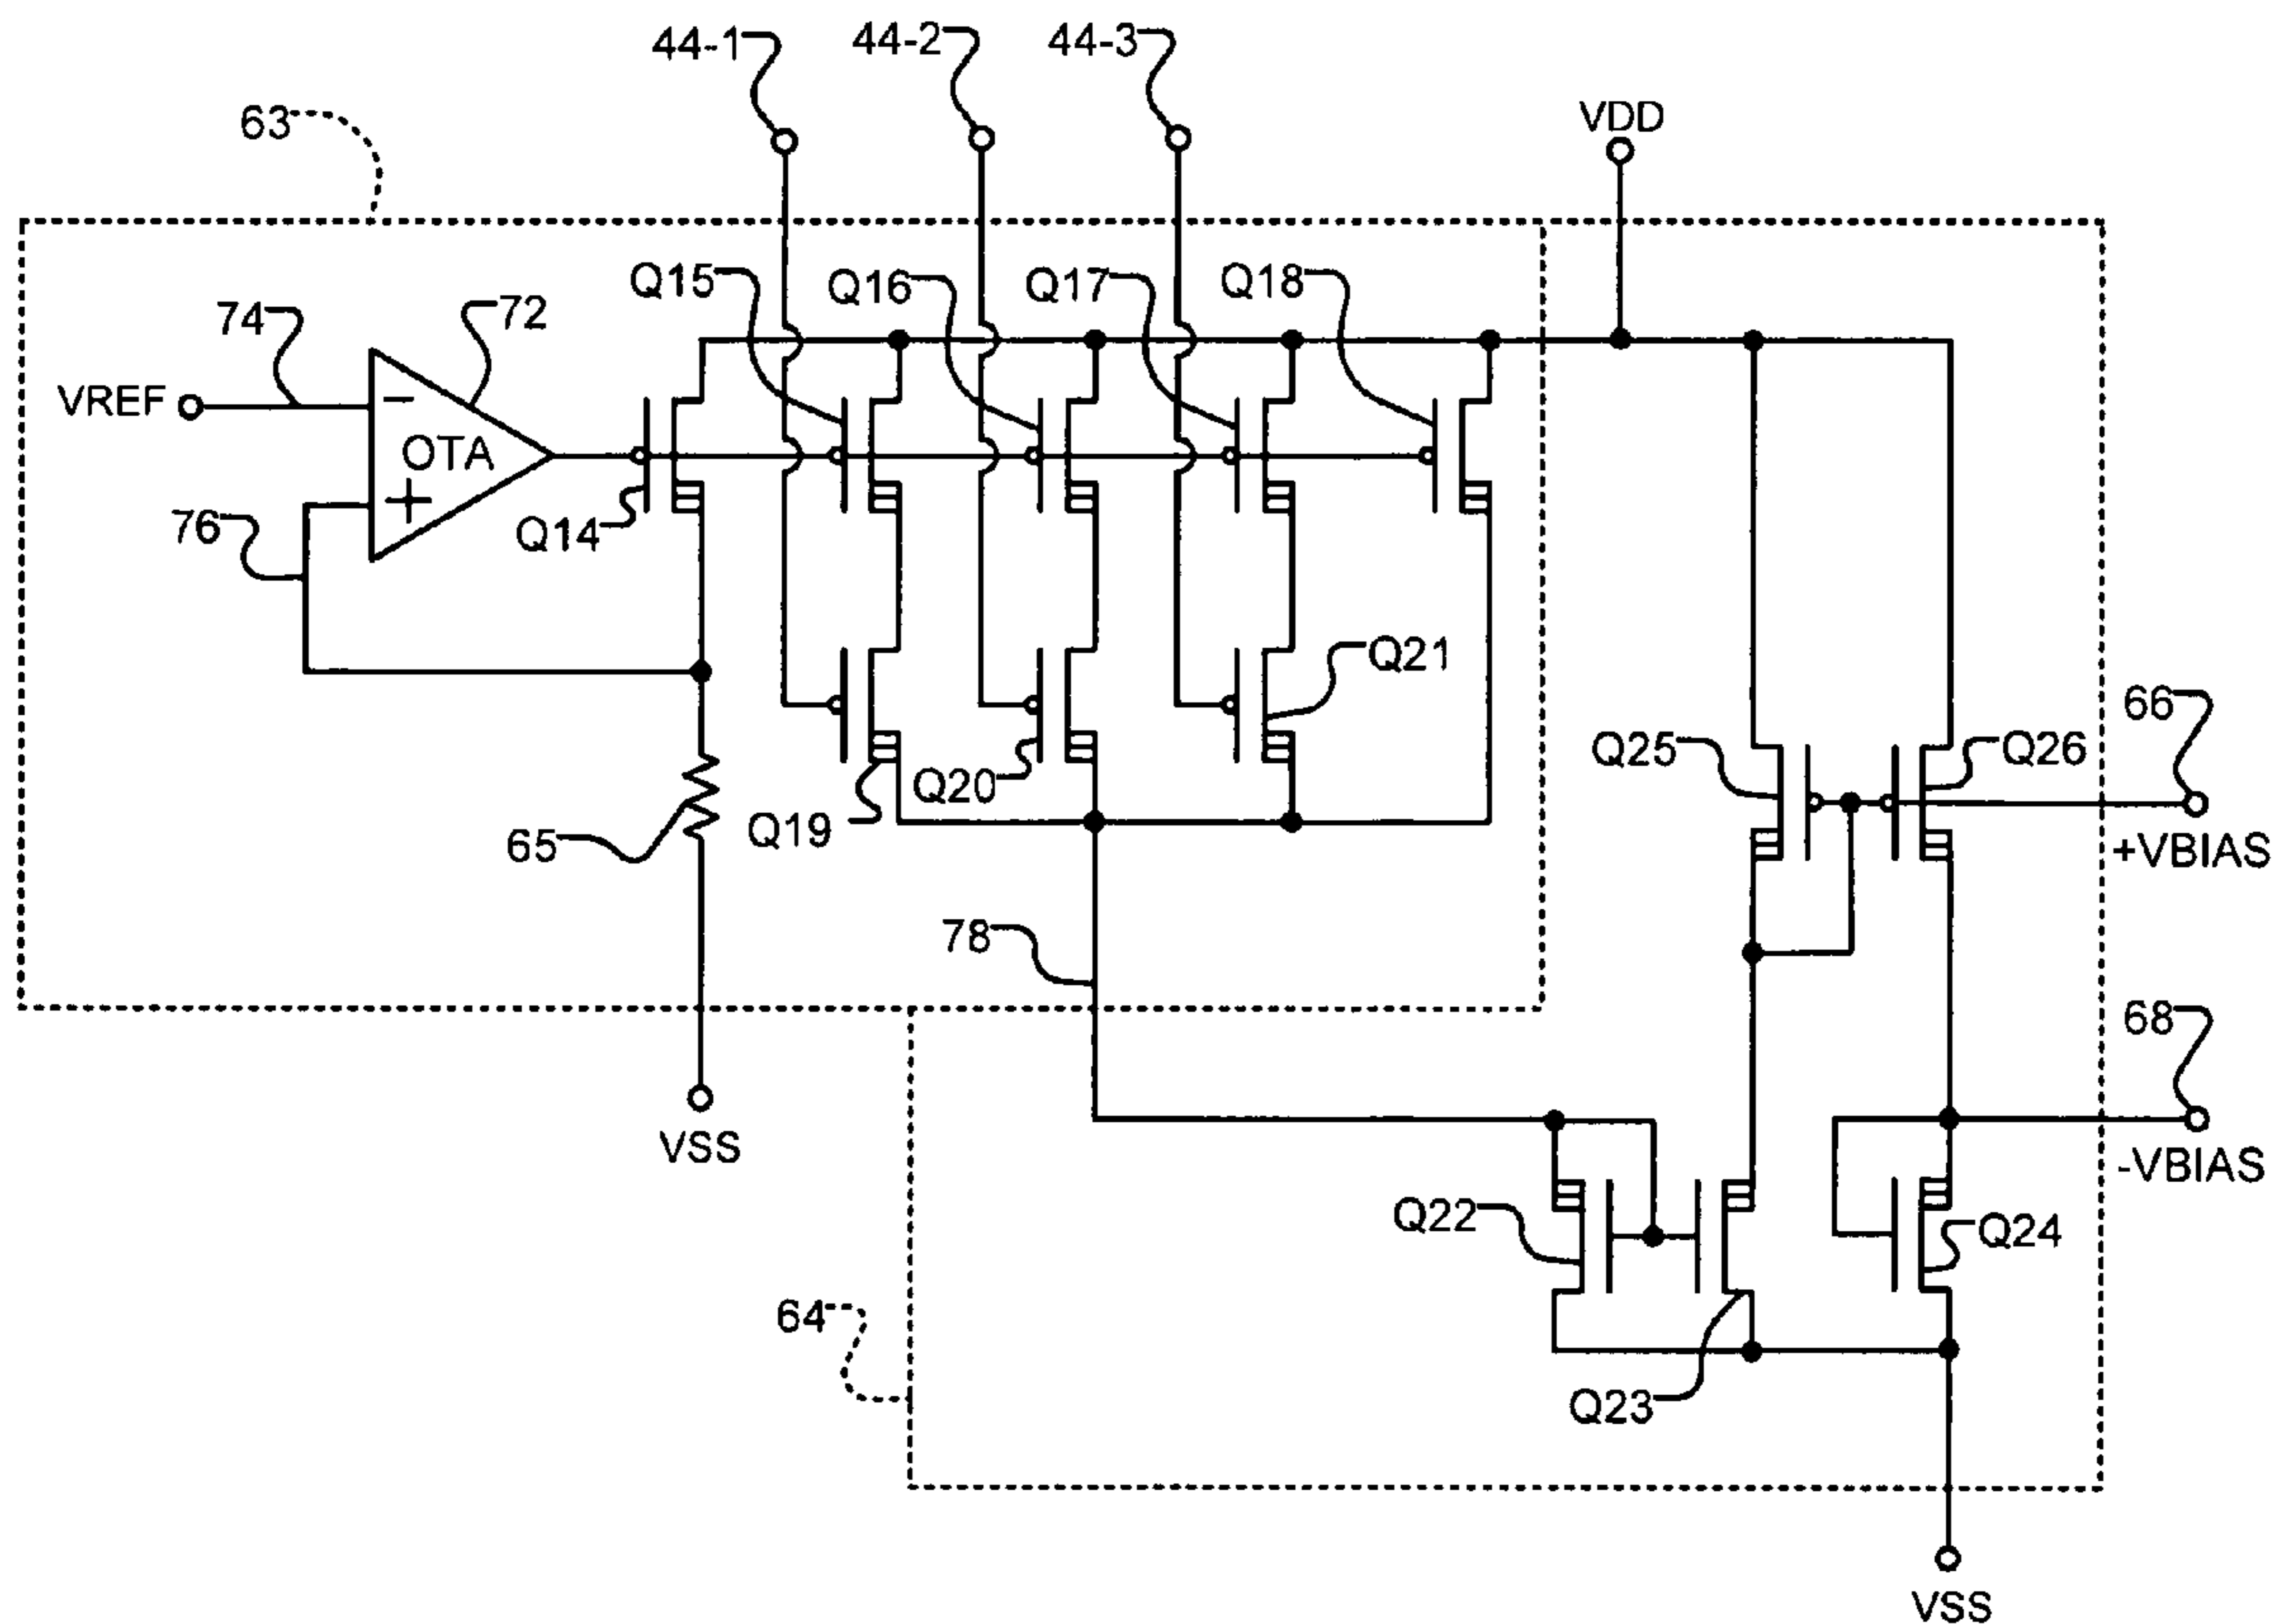 44-1
44-2
44-3
63
VDD
Q15
Q16
Q17
Q18
74
72
VREF
−
OTA
+
76
Q14
Q21
66
Q25
Q26
Q20
Q19
65
+VBIAS
78
68
VSS
-VBIAS
Q22
Q24
64
Q23
VSS